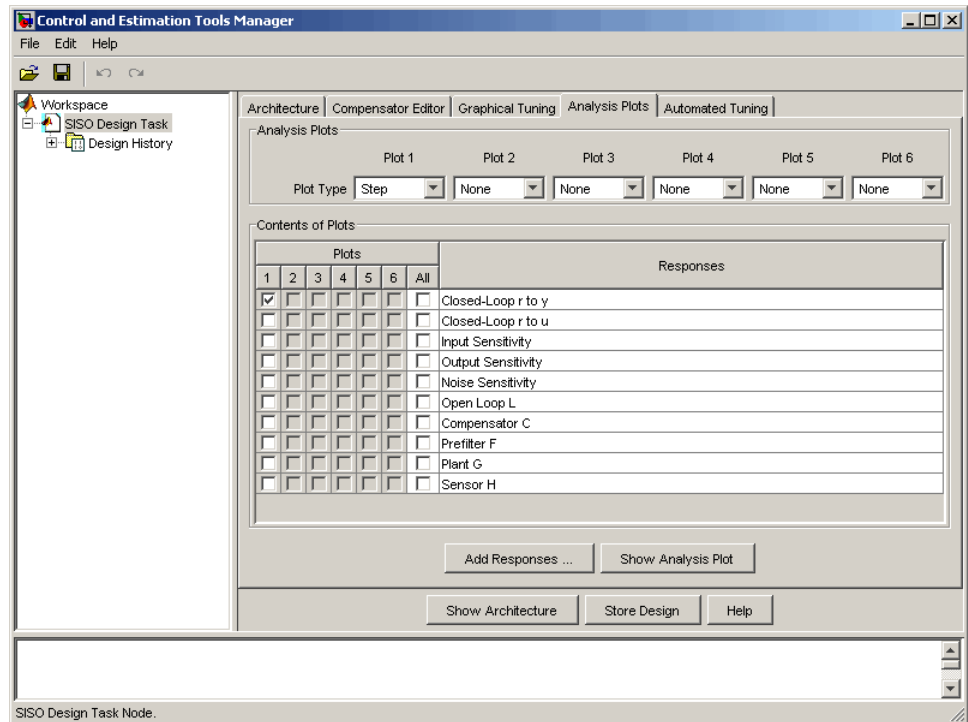 Control and Estimation Tools Manager
File Edit Help
Workspace
SISO Design Task
Design History
Architecture Compensator Editor Graphical Tuning Analysis Plots Automated Tuning
Analysis Plots
Plot 1 Plot 2 Plot 3 Plot 4 Plot 5 Plot 6
Plot Type Step None None None None None
Contents of Plots
Plots
Responses
1 2 3 4 5 6 All
Closed-Loop r to y
Closed-Loop r to u
Input Sensitivity
Output Sensitivity
Noise Sensitivity
Open Loop L
Compensator C
Prefilter F
Plant G
Sensor H
Add Responses ... Show Analysis Plot
Show Architecture Store Design Help
SISO Design Task Node.